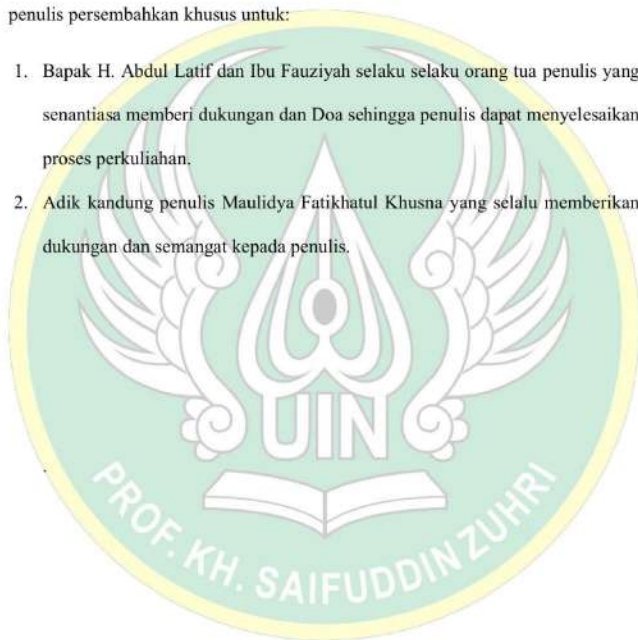 penulis persembahkan khusus untuk:
1. Bapak H. Abdul Latif dan Ibu Fauziyah selaku selaku orang tua penulis yang
senantiasa memberi dukungan dan Doa sehingga penulis dapat menyelesaikan
proses perkuliahan.
2. Adik kandung penulis Maulidya Fatikhatul Khusna yang selalu memberikan
dukungan dan semangat kepada penulis.
UIN
.
PROF. KH. SAIFUDDIN ZUHRI